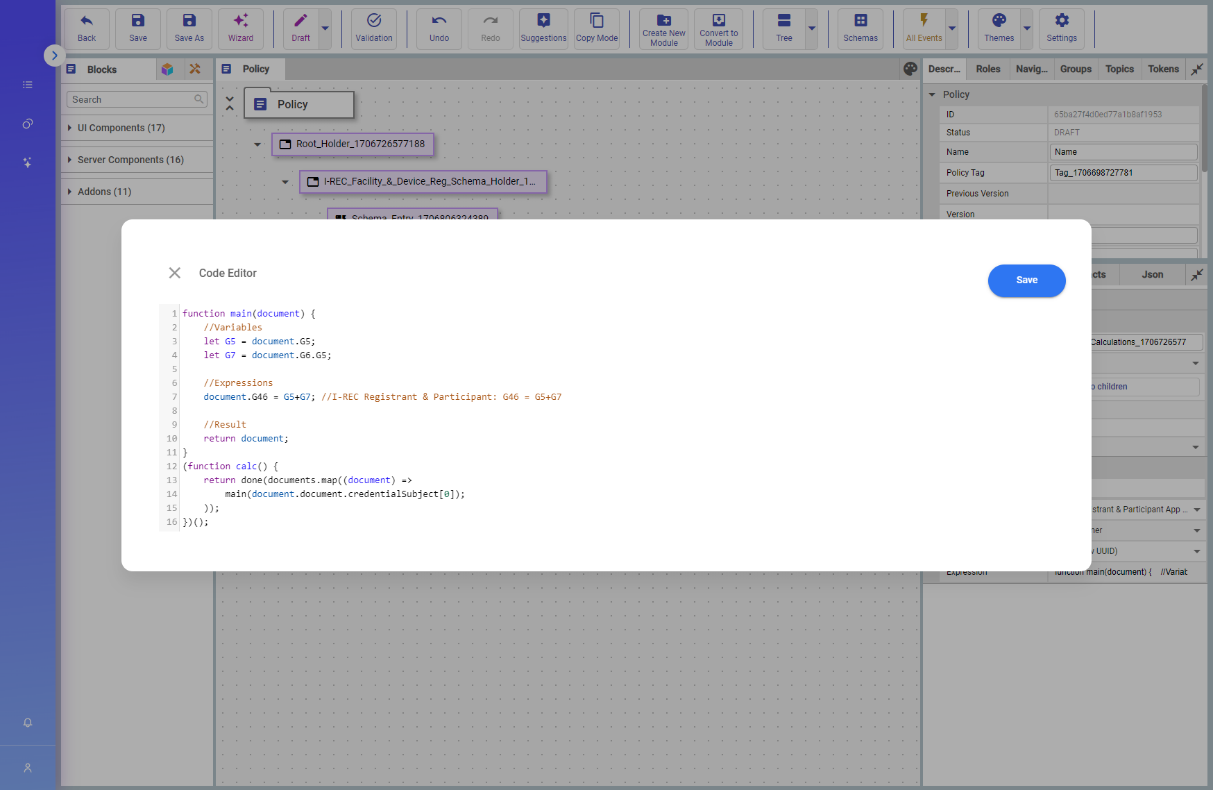 Back
Save
Save As
Wizard
Draft
Validation
Undo
Redo
Suggestions
Copy Mode
Create New Module
Convert to Module
Tree
Schemas
All Events
Themes
Settings
Blocks
Search
UI Components (17)
Server Components (16)
Addons (11)
Policy
Policy
Root_Holder_1706726577188
I-REC_Facility_&_Device_Reg_Schema_Holder_1...
Schema_Entry_1706806324389
Descr... Roles Navig... Groups Topics Tokens
Policy
ID 65ba27f4d0ed77a1b8af1953
Status DRAFT
Name Name
Policy Tag Tag_1706698727781
Previous Version
Version
Json
Calculations_1706726577
children
strant & Participant App ...
UUID)
Expression function main(document) { //Variat
Code Editor
Save
1 function main(document) {
2 //Variables
3 let G5 = document.G5;
4 let G7 = document.G6.G5;
5
6 //Expressions
7 document.G46 = G5+G7; //I-REC Registrant & Participant: G46 = G5+G7
8
9 //Result
10 return document;
11 }
12 (function calc() {
13 return done(documents.map((document) =>
14 main(document.document.credentialSubject[0]);
15 ));
16 })();